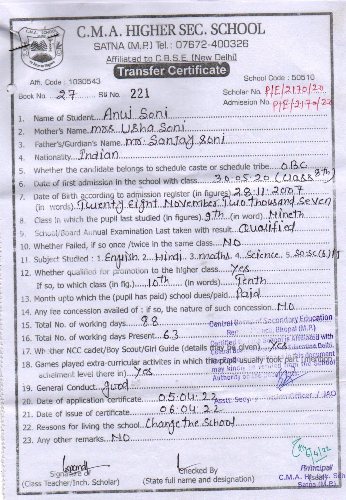 C.M.A. HIGHER SEC. SCHOOL
SATNA (M.P.) Tel: 07672-400326
Affiliated to C.B.S.E. (New Delhi)
Transfer Certificate
Aff. Code : 1030543
School Code : 50510
Book No. 27 Sl. No. 221
Scholar No. P/E/2170/20
Admission No. P/E/2170/22
1. Name of Student Anuj Soni
2. Mother's Name Mrs Usha Soni
3. Father's/Gurdian's Name Mr Sanjay Soni
4. Nationality Indian
5. Whether the candidate belongs to schedule caste or schedule tribe OBC
6. Date of first admission in the school with class 30.05.20 (Class 8th)
7. Date of Birth according to admission register (in figures) 28.11.2007
(in words) Twenty Eight November Two thousand Seven
8. Class in which the pupil last studied (in figures) 9th (in word) Nineth
9. School/Board Annual Examination Last taken with result Qualified
10. Whether Failed, if so once /twice in the same class NO
11. Subject Studied : 1. English 2. Hindi 3. maths 4. Science 5. So.Sc
12. Whether qualified for promotion to the higher class Yes
If so, to which class (in fig.) 10th (In words) Tenth
13. Month upto which the (pupil has paid) school dues/paid Paid
14. Any fee concession availed of : if so, the nature of such concession NO
15. Total No. of working days 88
16. Total No. of working days Present 63
17. Whether NCC cadet/Boy Scout/Girl Guide (details may be given) Yes
18. Games played extra-curricular activites in which the pupil usually took part (mention
achetiment level there in) Yes
19. General Conduct good
20. Date of application certificate 05.04.22
21. Date of issue of certificate 06.04.22
22. Reasons for living the school Change the School
23. Any other remarks NO
Central Board of Secondary Education
Bhopal (M.P.)
Signature of
(Class Teacher/Inch. Scholar)
Checked By
(State full name and designation)
Principal
C.M.A. H
Satna (M.P.)